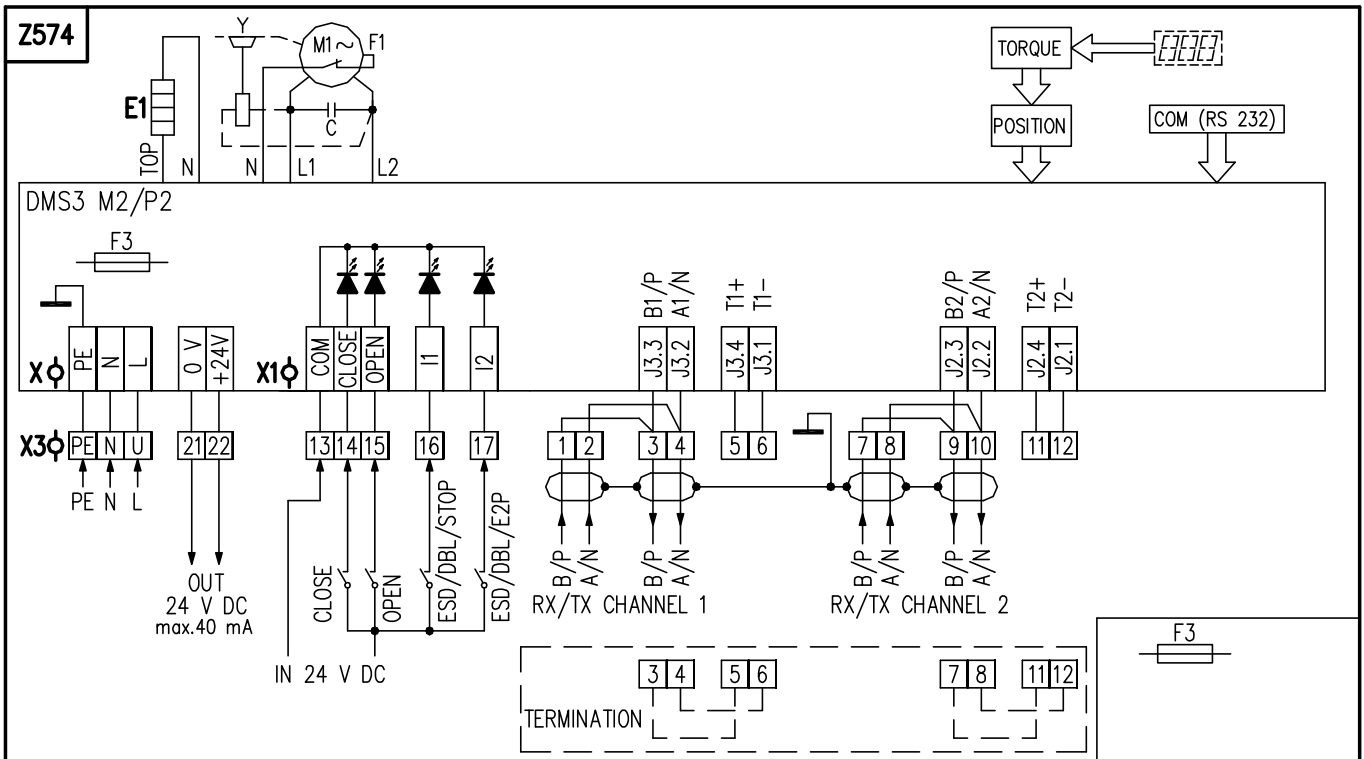 Z574
Y
M1~
F1
TORQUE
E1
C
POSITION
COM (RS 232)
TOP
N
N
L1
L2
DMS3 M2/P2
F3
B1/P
A1/N
T1+
T1-
B2/P
A2/N
T2+
T2-
X
PE
N
L
0 V
+24V
X1
COM
CLOSE
OPEN
I1
I2
J3.3
J3.2
J3.4
J3.1
J2.3
J2.2
J2.4
J2.1
X3
PE
N
U
21
22
13
14
15
16
17
1
2
3
4
5
6
7
8
9
10
11
12
PE N L
OUT
24 V DC
max.40 mA
CLOSE
OPEN
ESD/DBL/STOP
ESD/DBL/E2P
IN 24 V DC
B/P
A/N
B/P
A/N
B/P
A/N
B/P
A/N
RX/TX CHANNEL 1
RX/TX CHANNEL 2
F3
3
4
5
6
7
8
11
12
TERMINATION